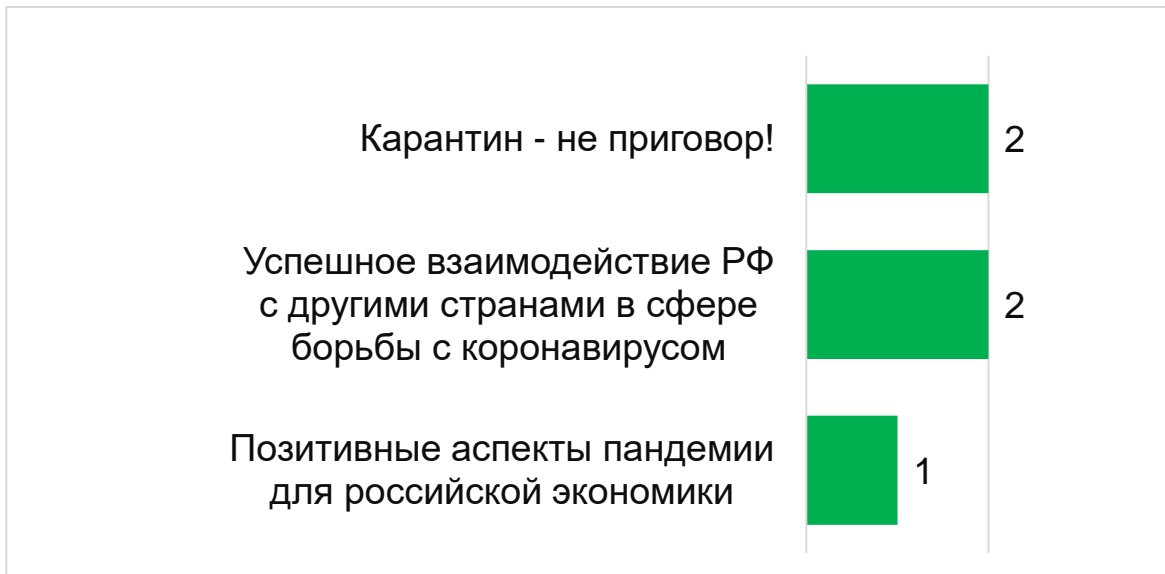 Карантин - не приговор!
2
Успешное взаимодействие РФ
с другими странами в сфере
борьбы с коронавирусом
2
Позитивные аспекты пандемии
для российской экономики
1